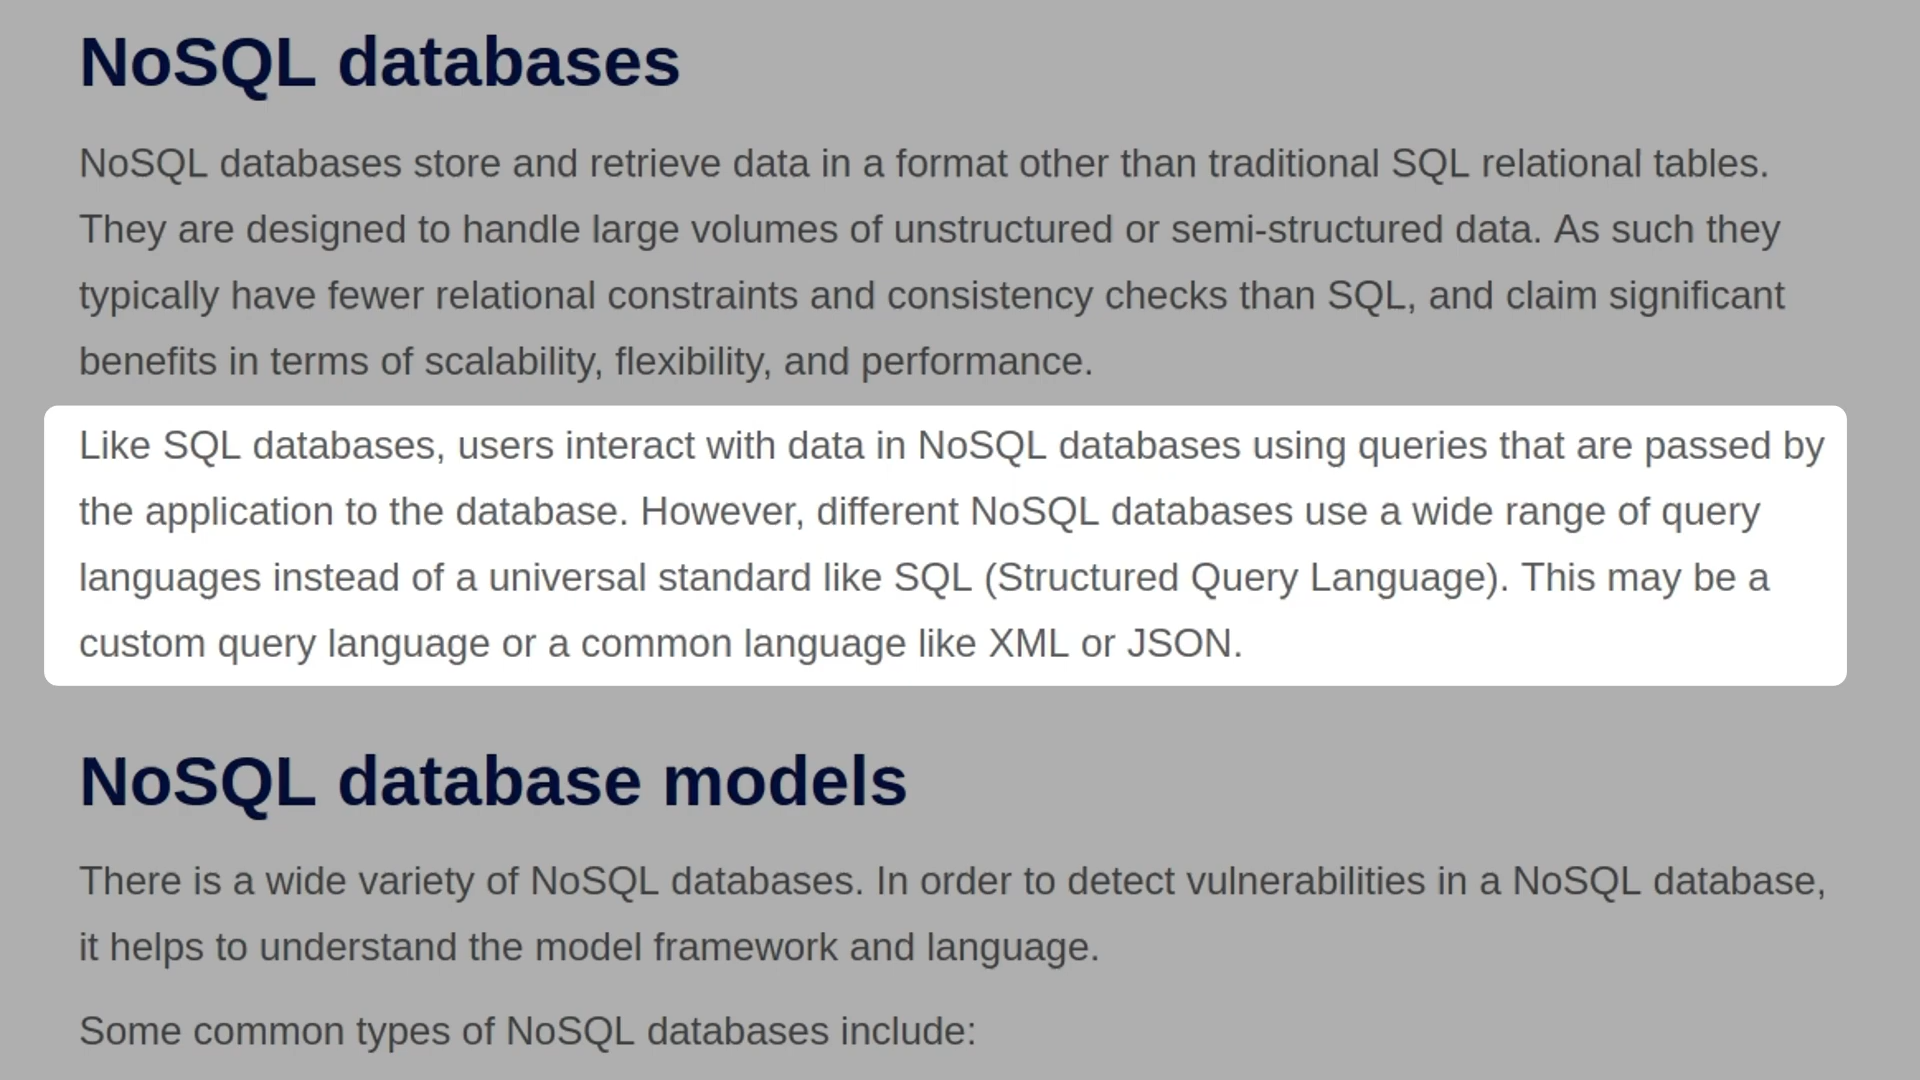 NoSQL databases
NoSQL databases store and retrieve data in a format other than traditional SQL relational tables.
They are designed to handle large volumes of unstructured or semi-structured data. As such they
typically have fewer relational constraints and consistency checks than SQL, and claim significant
benefits in terms of scalability, flexibility, and performance.
Like SQL databases, users interact with data in NoSQL databases using queries that are passed by
the application to the database. However, different NoSQL databases use a wide range of query
languages instead of a universal standard like SQL (Structured Query Language). This may be a
custom query language or a common language like XML or JSON.
NoSQL database models
There is a wide variety of NoSQL databases. In order to detect vulnerabilities in a NoSQL database,
it helps to understand the model framework and language.
Some common types of NoSQL databases include: